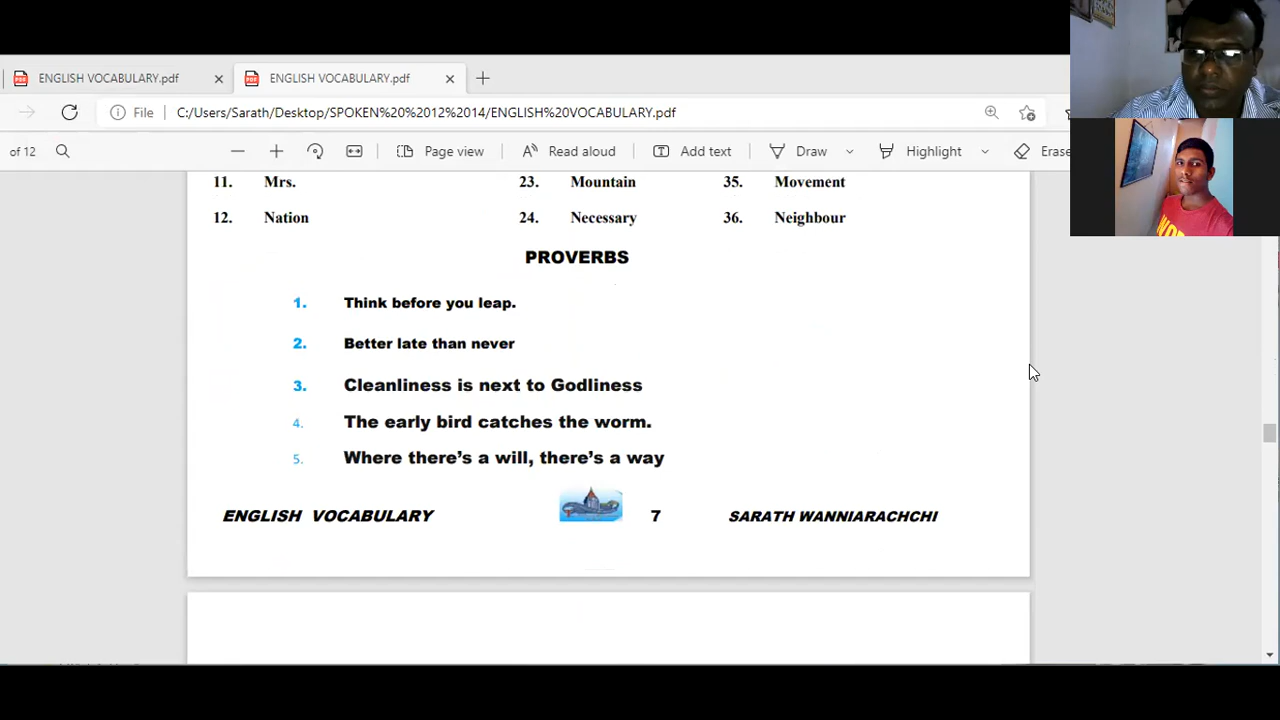 ENGLISH VOCABULARY.pdf ENGLISH VOCABULARY.pdf
File C:/Users/Sarath/Desktop/SPOKEN%20%2012%2014/ENGLISH%20VOCABULARY.pdf
of 12 Page view Read aloud Add text Draw Highlight Erase
11. Mrs. 23. Mountain 35. Movement
12. Nation 24. Necessary 36. Neighbour
PROVERBS
1. Think before you leap.
2. Better late than never
3. Cleanliness is next to Godliness
4. The early bird catches the worm.
5. Where there’s a will, there’s a way
ENGLISH VOCABULARY 7 SARATH WANNIARACHCHI